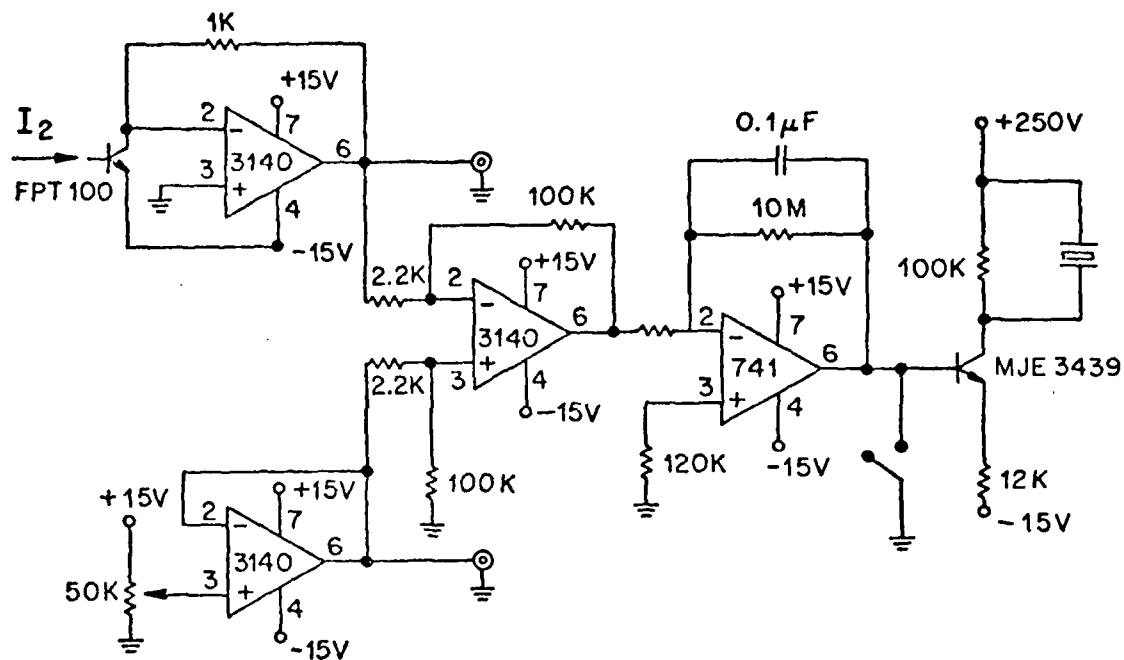 1K
+15V
2
7
I2
3140
6
3
FPT 100
4
-15V
0.1µF
10M
+250V
100K
100K
2.2K
2
+15V
7
3140
6
2.2K
3
4
-15V
+15V
2
7
741
6
3
4
-15V
120K
MJE 3439
12K
-15V
100K
+15V
+15V
2
7
3140
6
50K
3
4
-15V